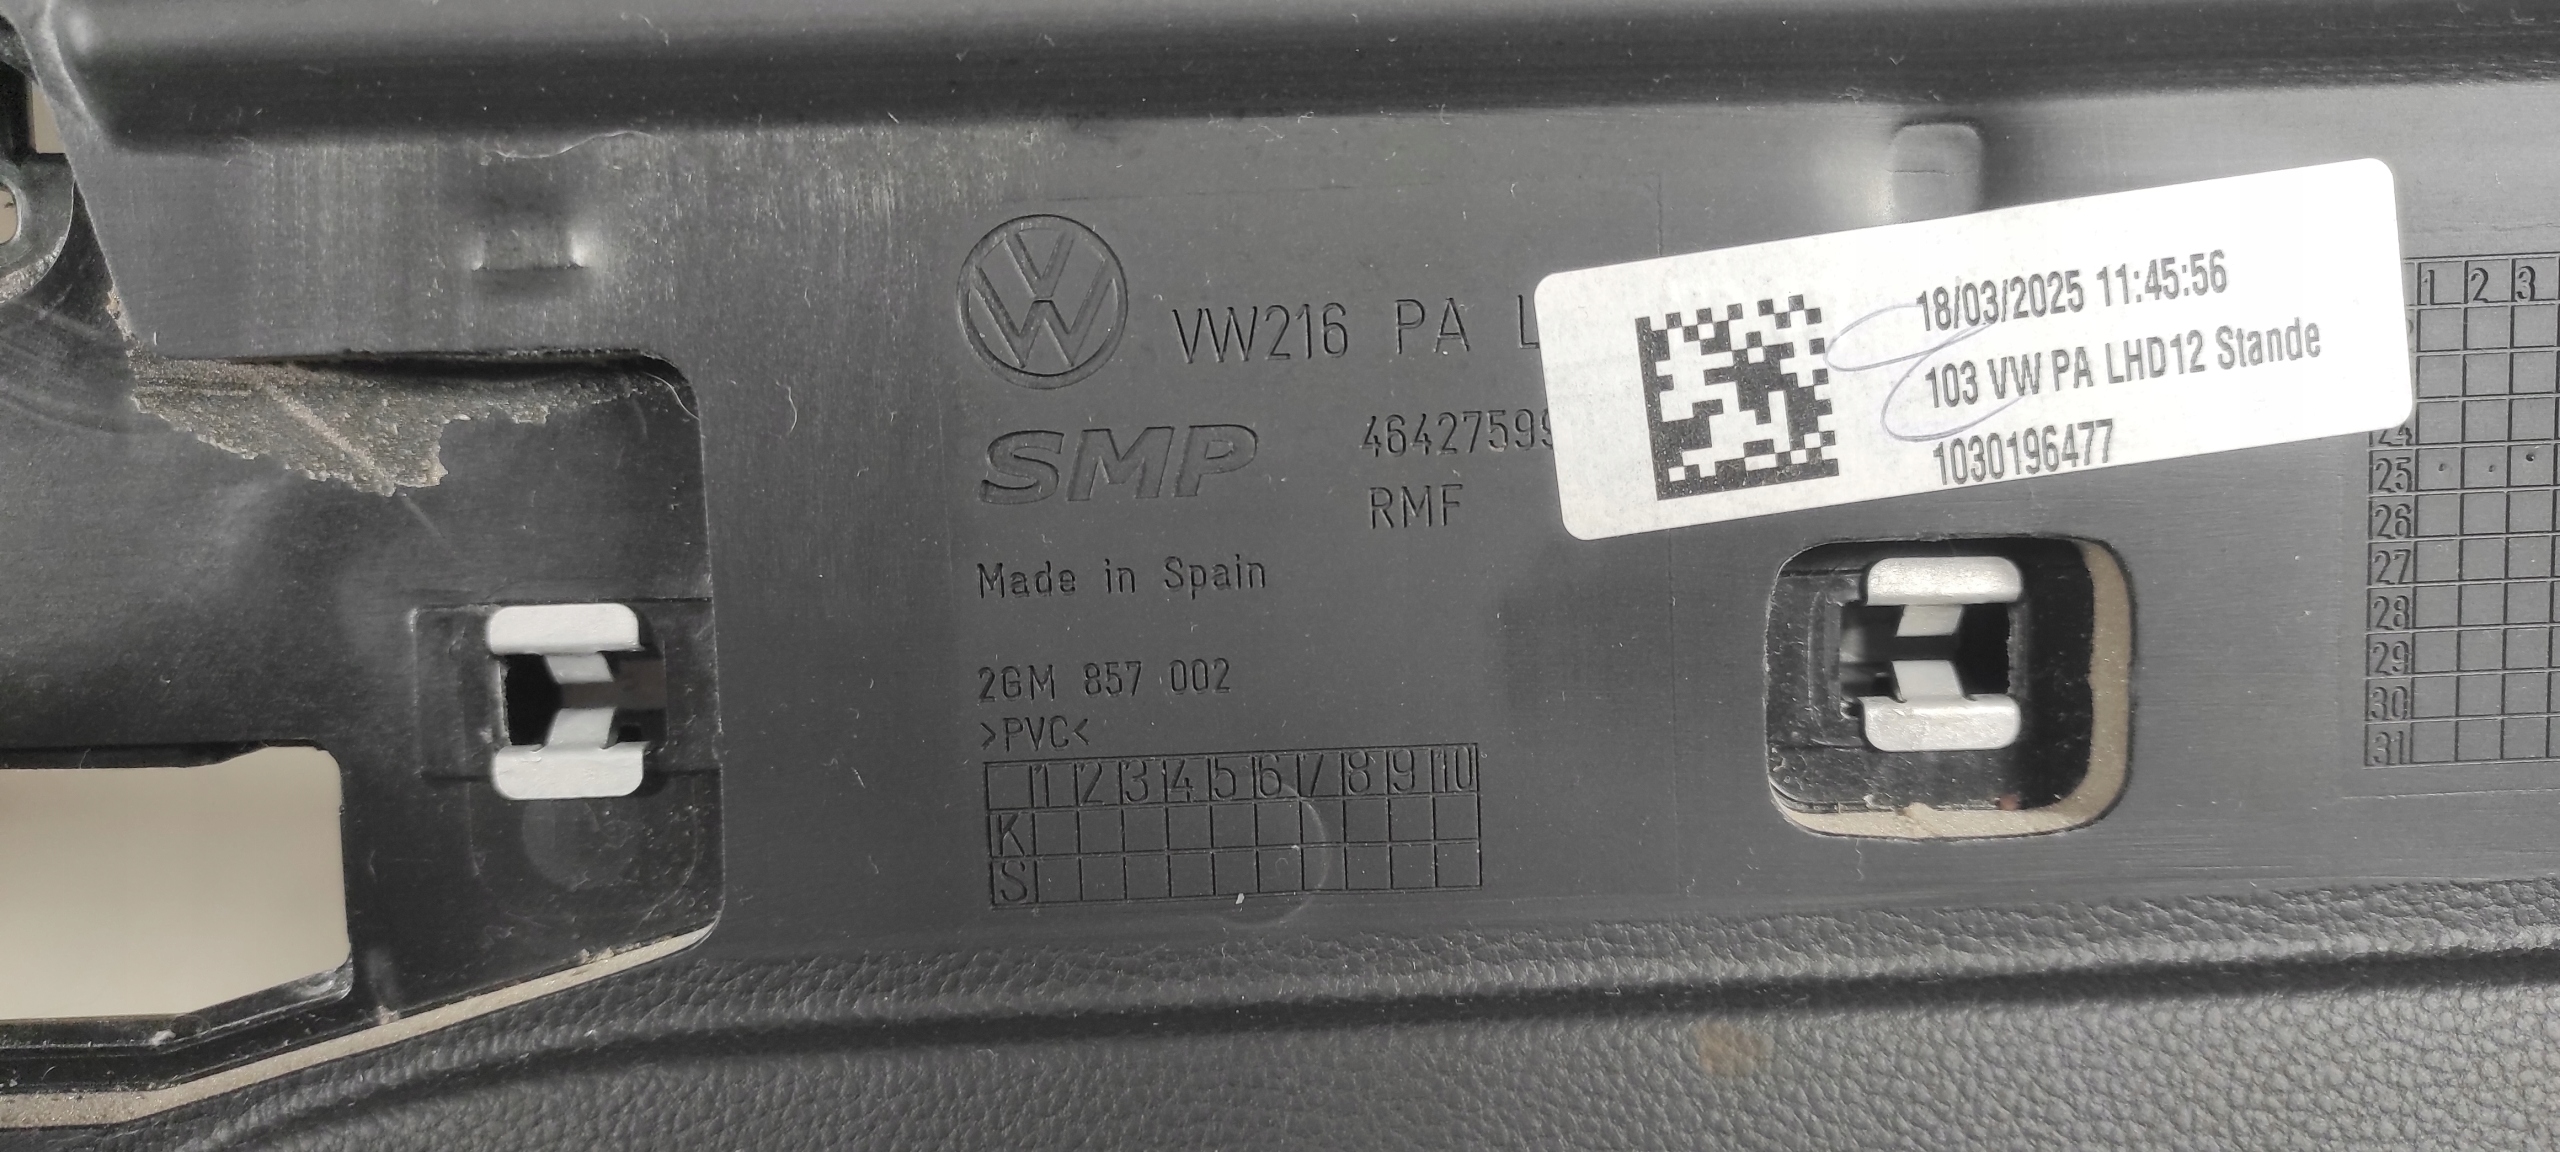 VW216 PA L
SMP 46427599
RMF
Made in Spain
2GM 857 002
>PVC<
1 2 3 4 5 6 7 8 9 10
K
S
18/03/2025 11:45:56
103 VW PA LHD12 Stande
1030196477
1 2 3
24
25
26
27
28
29
30
31